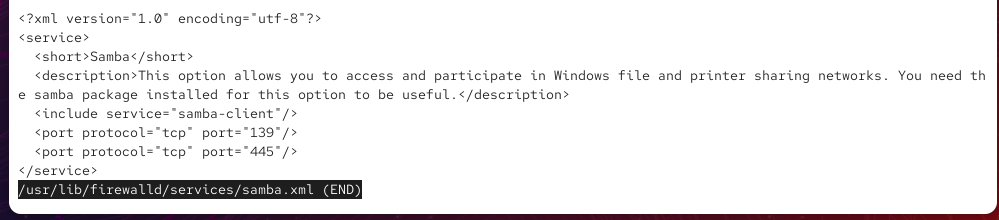 <?xml version="1.0" encoding="utf-8"?>
<service>
  <short>Samba</short>
  <description>This option allows you to access and participate in Windows file and printer sharing networks. You need th
e samba package installed for this option to be useful.</description>
  <include service="samba-client"/>
  <port protocol="tcp" port="139"/>
  <port protocol="tcp" port="445"/>
</service>
/usr/lib/firewalld/services/samba.xml (END)